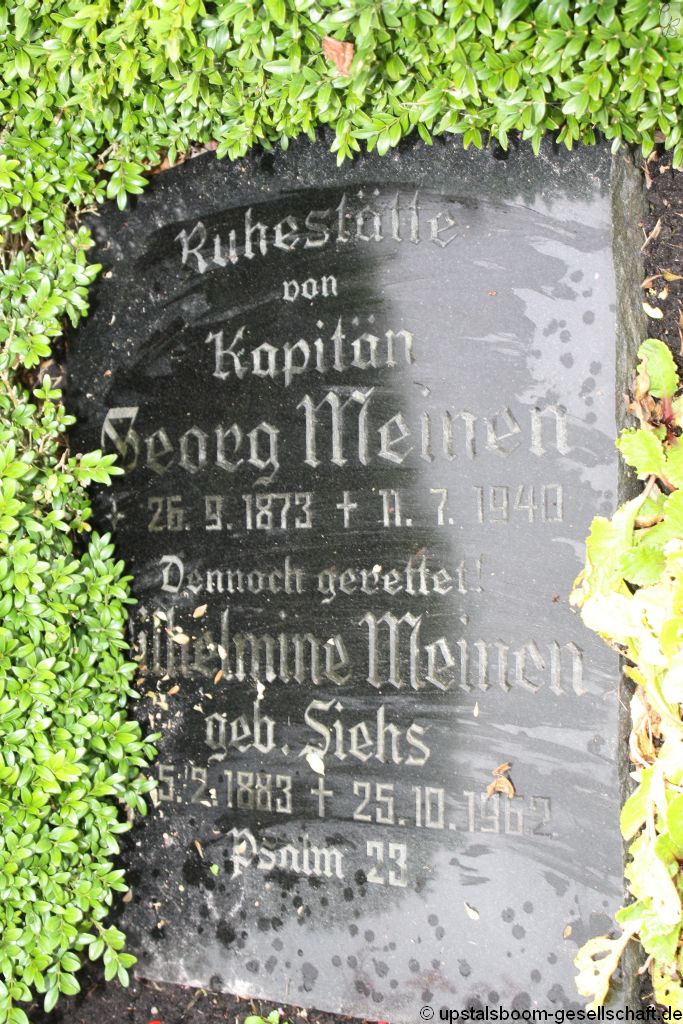 Ruhestätte
von
Kapitän
Georg Meinen
* 26. 9. 1873 + 11. 7. 1940
Dennoch gerettet!
Wilhelmine Meinen
geb. Siehs
5. 2. 1883 + 25. 10. 1962
Psalm 23
© upstalsboom-gesellschaft.de